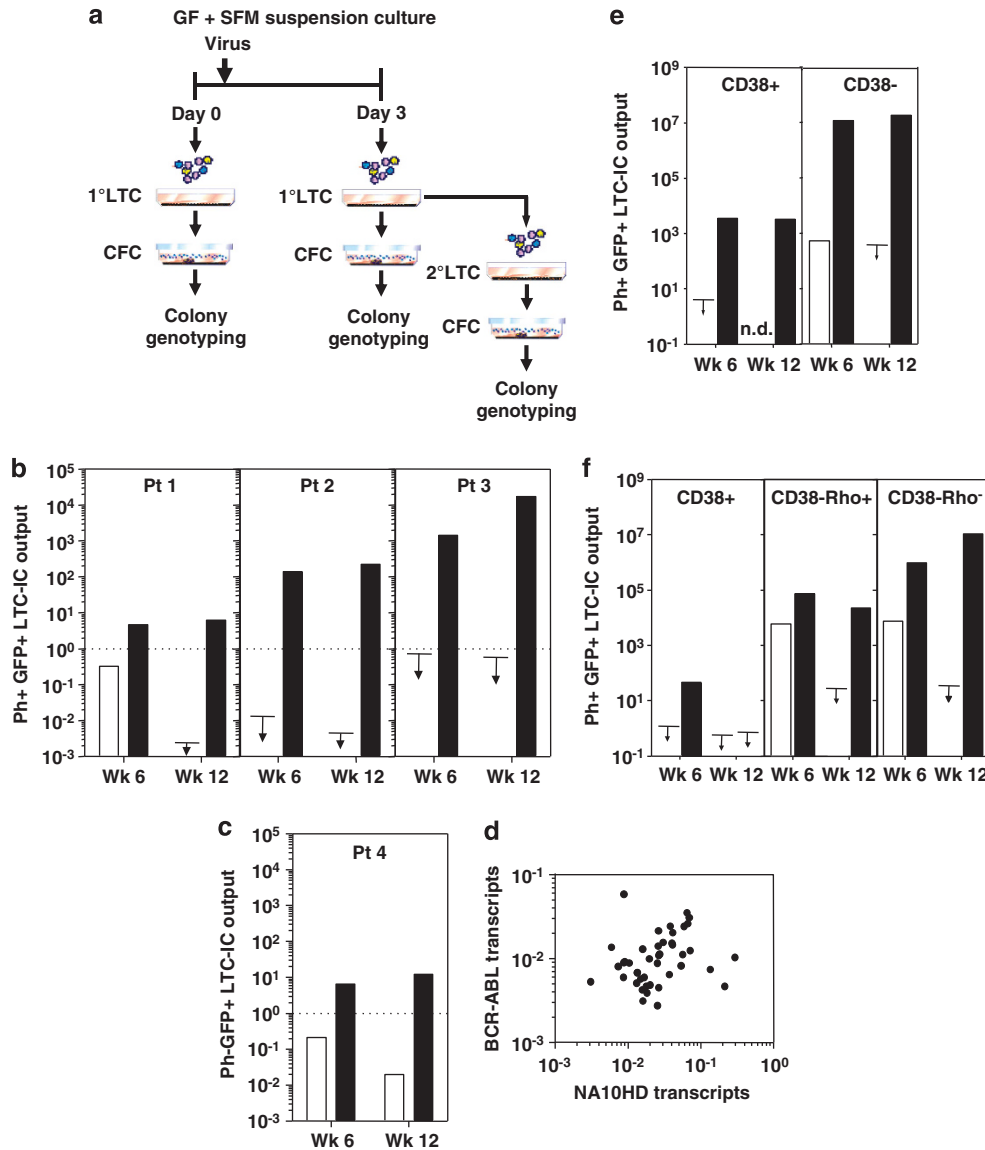 a
GF + SFM suspension culture
Virus
Day 0
Day 3
1°LTC
1°LTC
CFC
CFC
2°LTC
Colony
genotyping
Colony
genotyping
CFC
Colony
genotyping
e
Ph+ GFP+ LTC-IC output
10⁹
10⁷
10⁵
10³
10¹
10⁻¹
CD38+
CD38-
n.d.
Wk 6
Wk 12
Wk 6
Wk 12
b
Ph+ GFP+ LTC-IC output
10⁵
10⁴
10³
10²
10¹
10⁰
10⁻¹
10⁻²
10⁻³
Pt 1
Pt 2
Pt 3
Wk 6
Wk 12
Wk 6
Wk 12
Wk 6
Wk 12
f
Ph+ GFP+ LTC-IC output
10⁹
10⁷
10⁵
10³
10¹
10⁻¹
CD38+
CD38-Rho+
CD38-Rho⁻
Wk 6
Wk 12
Wk 6
Wk 12
Wk 6
Wk 12
c
Ph-GFP+ LTC-IC output
10⁵
10⁴
10³
10²
10¹
10⁰
10⁻¹
10⁻²
10⁻³
Pt 4
Wk 6
Wk 12
d
BCR-ABL transcripts
10⁻¹
10⁻²
10⁻³
10⁻³
10⁻²
10⁻¹
10⁰
NA10HD transcripts